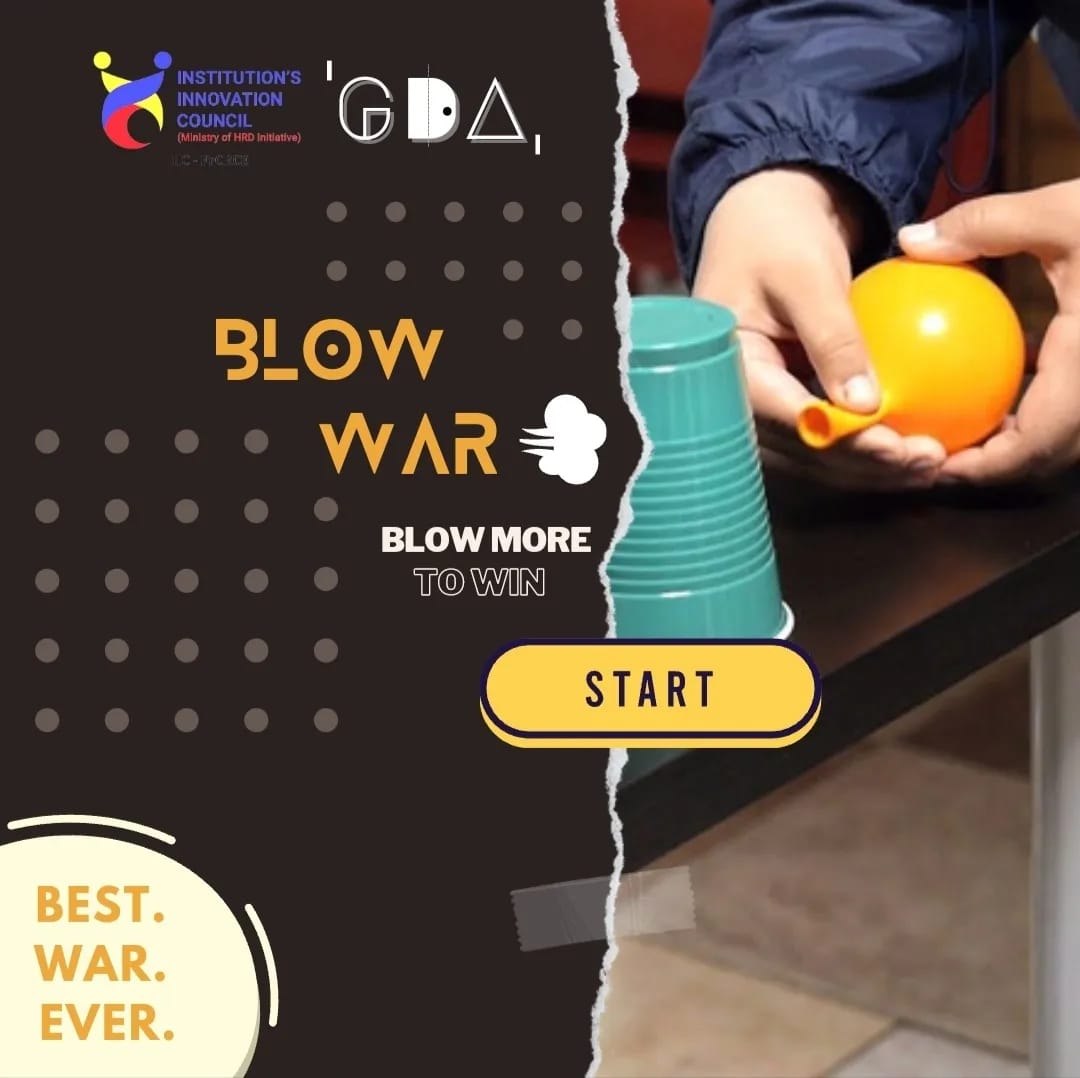 INSTITUTION'S
INNOVATION
COUNCIL
(Ministry of HRD Initiative)
'GDA,
BLOW
WAR
BLOW MORE
TO WIN
START
BEST.
WAR.
EVER.